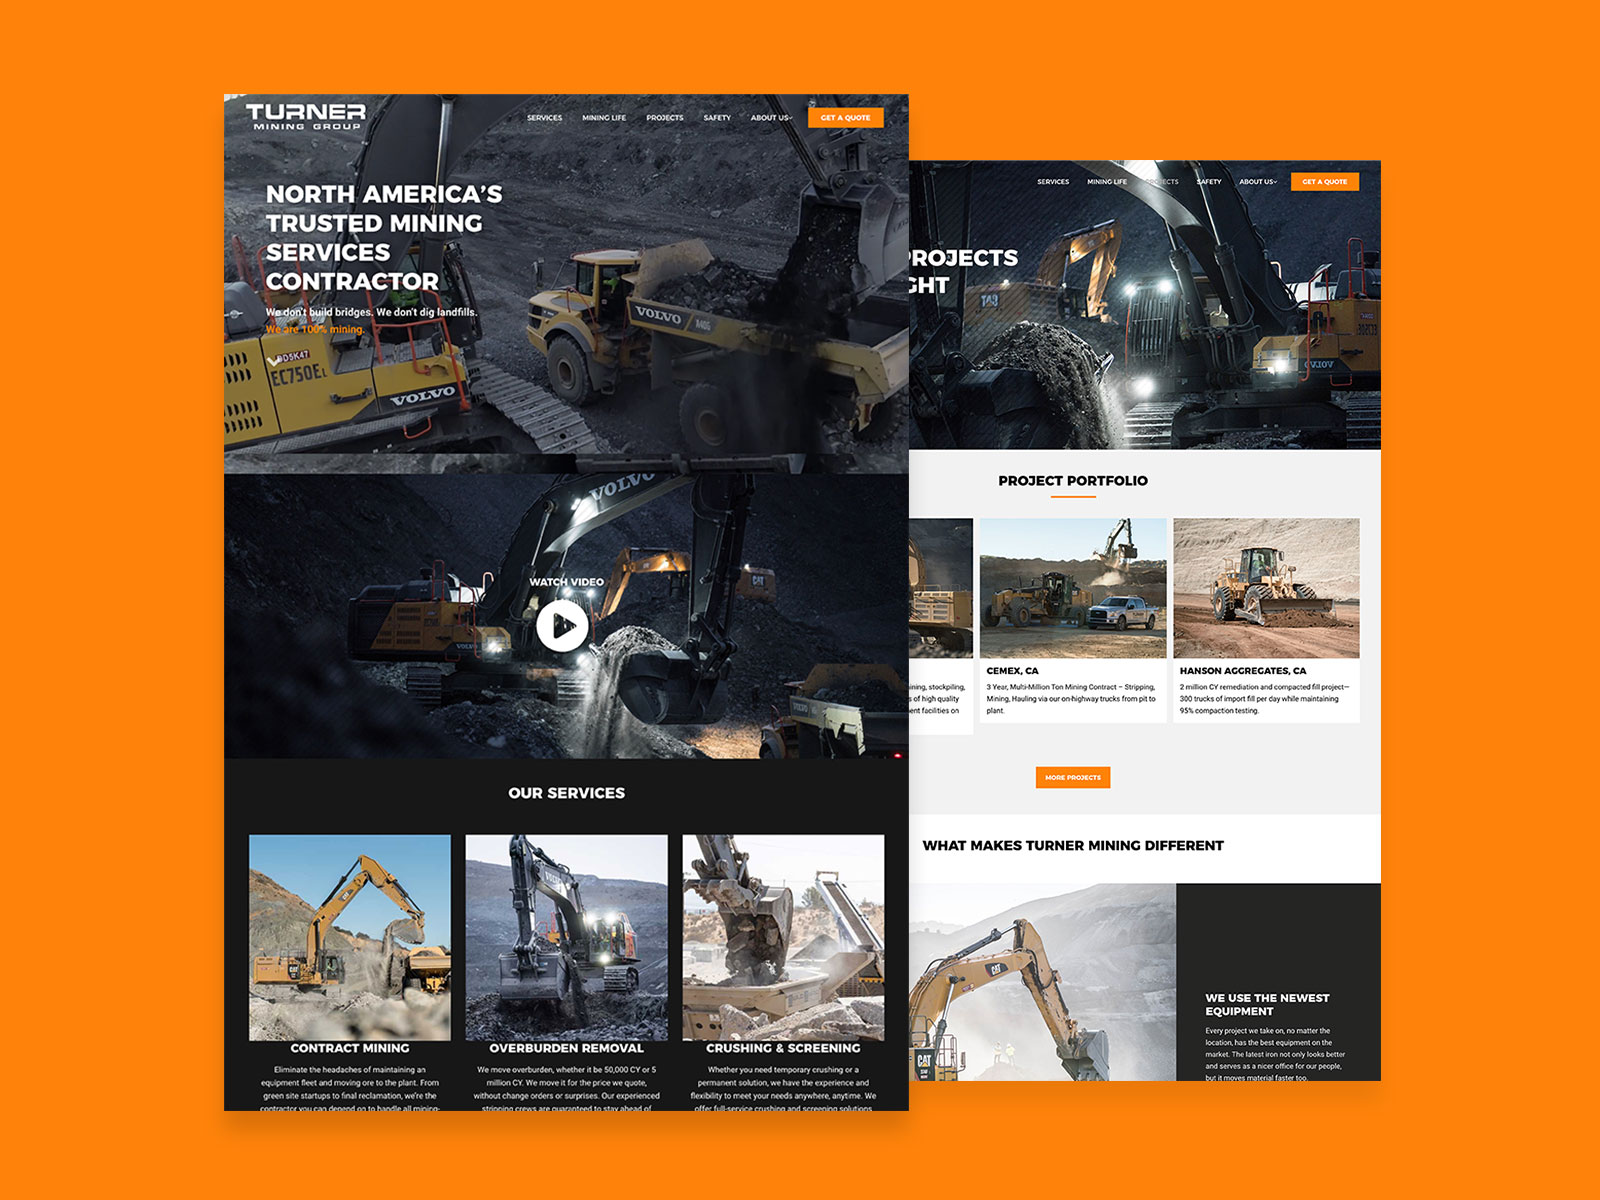 TURNER
MINING GROUP
SERVICES MINING LIFE PROJECTS SAFETY ABOUT US GET A QUOTE
NORTH AMERICA'S
TRUSTED MINING
SERVICES
CONTRACTOR
We don't build bridges. We don't dig landfills.
We are 100% mining.
EC750EL
VOLVO
VOLVO A40G
VOLVO
CAT
WATCH VIDEO
VOLVO
VOLVO
OUR SERVICES
CAT
VOLVO
CONTRACT MINING
Eliminate the headaches of maintaining an
equipment fleet and moving ore to the plant. From
green site startups to final reclamation, we're the
contractor you can depend on to handle all mining-
OVERBURDEN REMOVAL
We move overburden, whether it be 50,000 CY or 5
million CY. We move it for the price we quote,
without change orders or surprises. Our experienced
stripping crews are guaranteed to stay ahead of
CRUSHING & SCREENING
Whether you need temporary crushing or a
permanent solution, we have the experience and
flexibility to meet your needs anywhere, anytime. We
offer full-service crushing and screening solutions
SERVICES MINING LIFE PROJECTS SAFETY ABOUT US GET A QUOTE
PROJECTS
GHT
PROJECT PORTFOLIO
ining, stockpiling,
s of high quality
ent facilities on
CEMEX, CA
3 Year, Multi-Million Ton Mining Contract – Stripping,
Mining, Hauling via our on-highway trucks from pit to
plant.
HANSON AGGREGATES, CA
2 million CY remediation and compacted fill project—
300 trucks of import fill per day while maintaining
95% compaction testing.
MORE PROJECTS
WHAT MAKES TURNER MINING DIFFERENT
CAT
CAT
WE USE THE NEWEST
EQUIPMENT
Every project we take on, no matter the
location, has the best equipment on the
market. The latest iron not only looks better
and serves as a nicer office for our people,
but it moves material faster too.